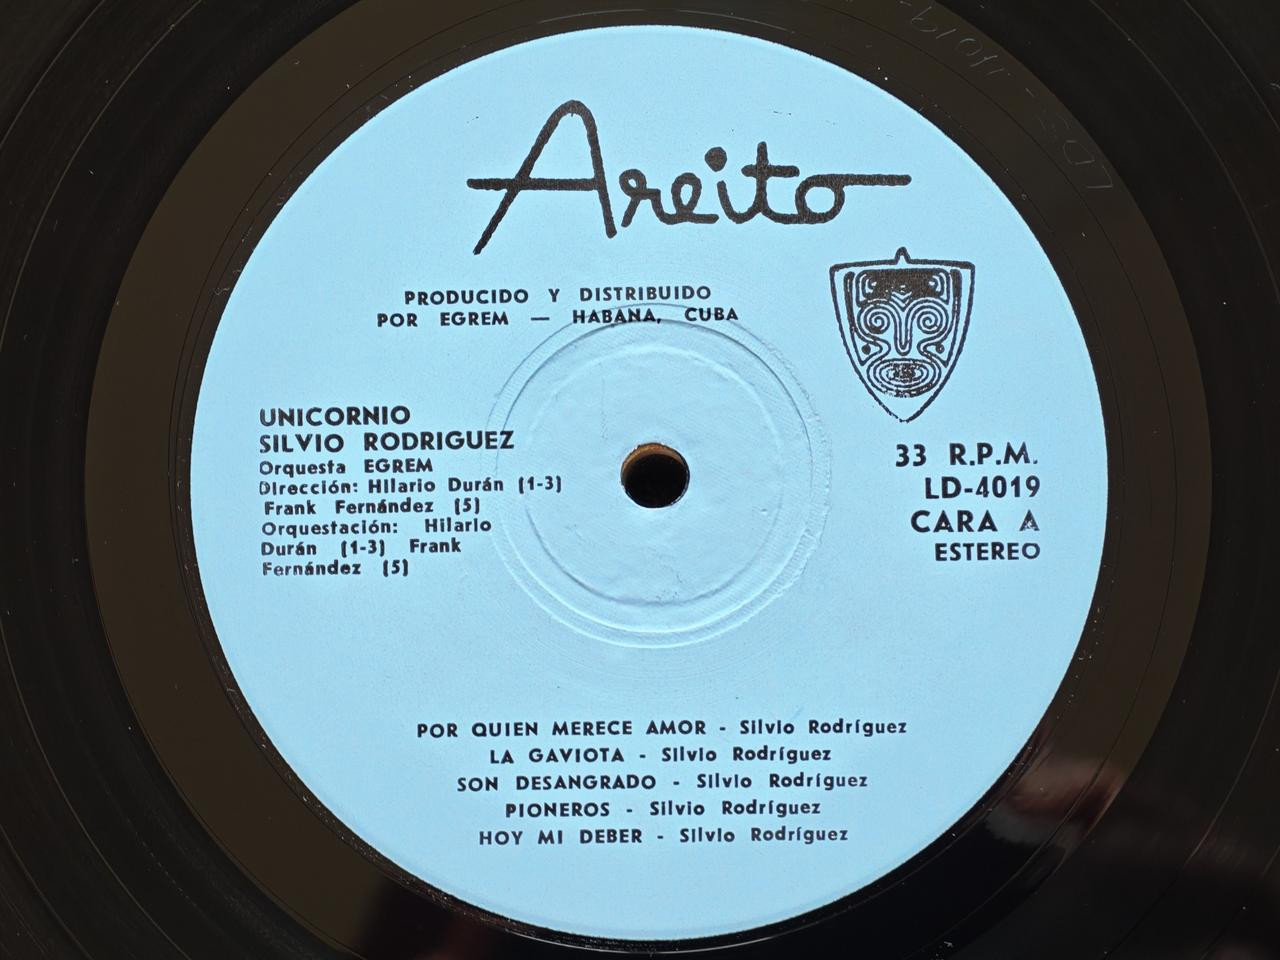 Areito
PRODUCIDO Y DISTRIBUIDO
POR EGREM — HABANA, CUBA
UNICORNIO
SILVIO RODRIGUEZ
Orquesta EGREM
Dirección: Hilario Durán (1-3)
Frank Fernández (5)
Orquestación: Hilario
Durán (1-3) Frank
Fernández (5)
33 R.P.M.
LD-4019
CARA A
ESTEREO
POR QUIEN MERECE AMOR - Silvio Rodríguez
LA GAVIOTA - Silvio Rodríguez
SON DESANGRADO - Silvio Rodríguez
PIONEROS - Silvio Rodríguez
HOY MI DEBER - Silvio Rodríguez